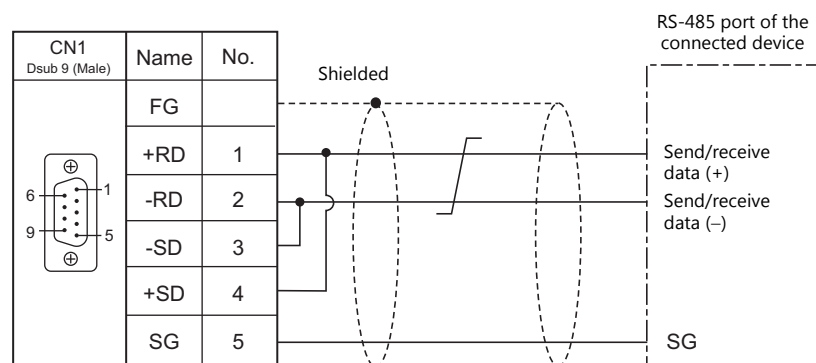 RS-485 port of the
connected device
CN1
Dsub 9 (Male)
Name
No.
Shielded
FG
+RD
1
Send/receive
data (+)
-RD
2
Send/receive
data (−)
-SD
3
+SD
4
SG
5
SG
6
1
9
5